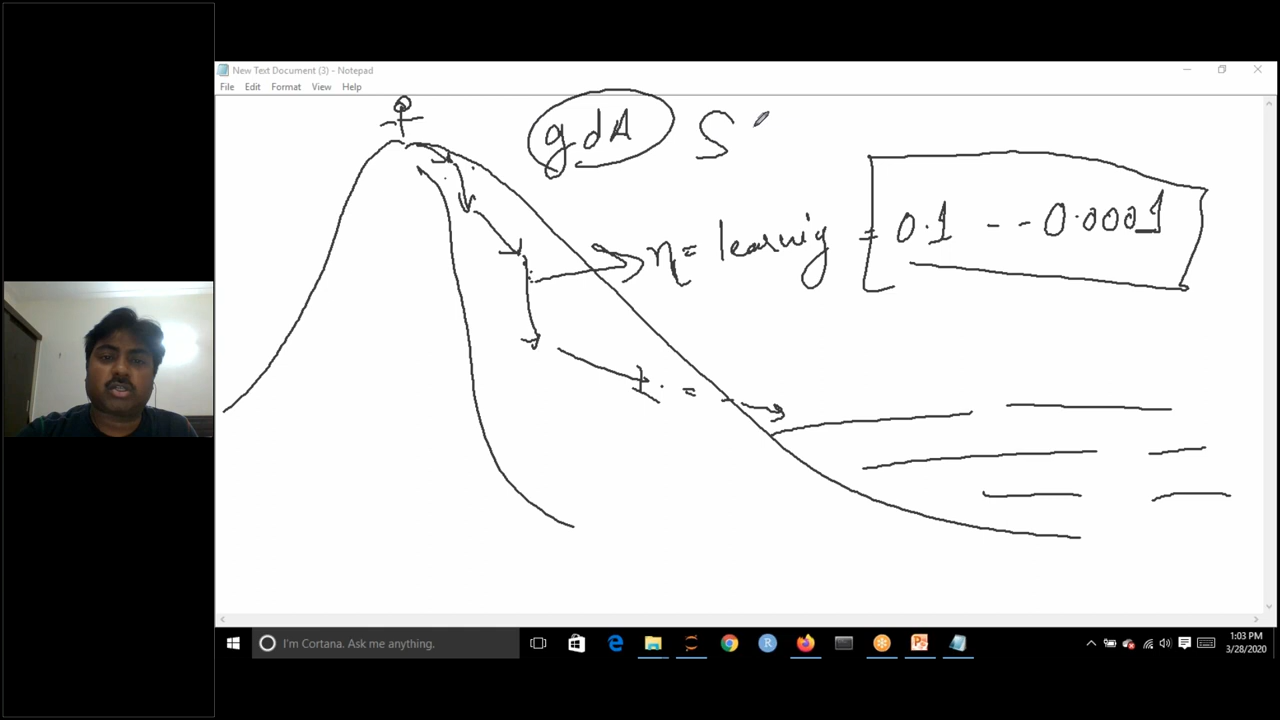 New Text Document (3) - Notepad
File Edit Format View Help
gdA S
η= learnig = 0.1 -- 0.0001
I'm Cortana. Ask me anything.
1:03 PM
3/28/2020